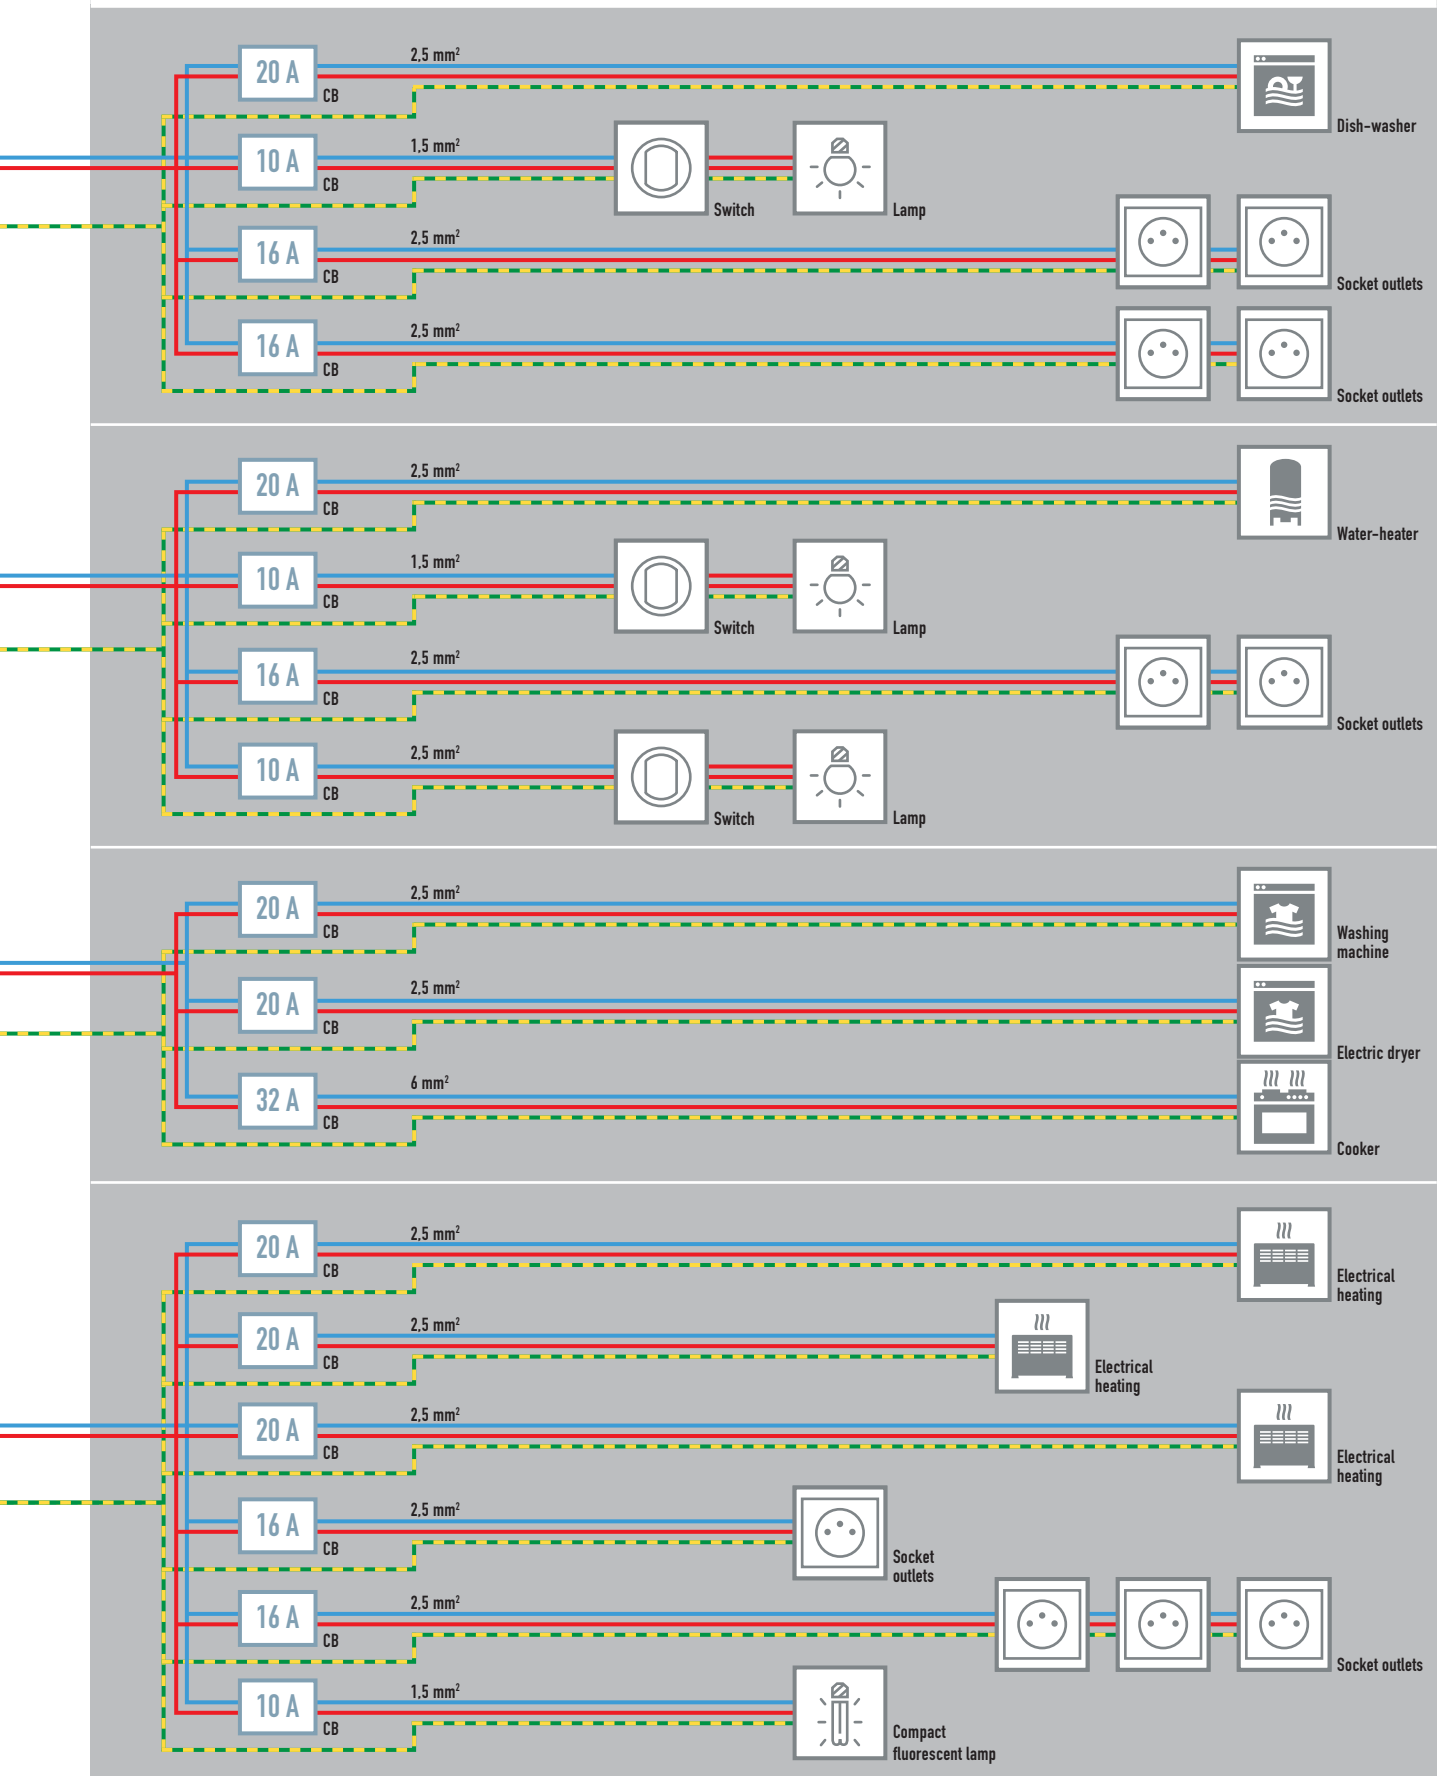 2,5 mm²
20 A
CB
Dish-washer
1,5 mm²
10 A
CB
Switch
Lamp
2,5 mm²
16 A
CB
Socket outlets
2,5 mm²
16 A
CB
Socket outlets
2,5 mm²
20 A
CB
Water-heater
1,5 mm²
10 A
CB
Switch
Lamp
2,5 mm²
16 A
CB
Socket outlets
2,5 mm²
10 A
CB
Switch
Lamp
2,5 mm²
20 A
CB
Washing
machine
2,5 mm²
20 A
CB
Electric dryer
6 mm²
32 A
CB
Cooker
2,5 mm²
20 A
CB
Electrical
heating
2,5 mm²
20 A
CB
Electrical
heating
2,5 mm²
20 A
CB
Electrical
heating
2,5 mm²
16 A
CB
Socket
outlets
2,5 mm²
16 A
CB
Socket outlets
1,5 mm²
10 A
CB
Compact
fluorescent lamp